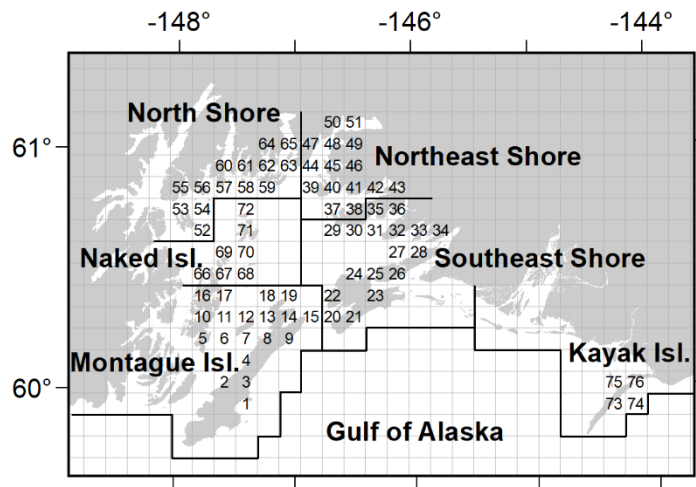 -148° -146° -144°
50 51
North Shore
61°
64 65 47 48 49
Northeast Shore
60 61 62 63 44 45 46
55 56 57 58 59 39 40 41 42 43
53 54 72 37 38 35 36
52 71 29 30 31 32 33 34
Naked Isl. 69 70 27 28 Southeast Shore
66 67 68 24 25 26
16 17 18 19 22 23
10 11 12 13 14 15 20 21
5 6 7 8 9
Montague Isl. 4 Kayak Isl.
60°
2 3 75 76
1 73 74
Gulf of Alaska